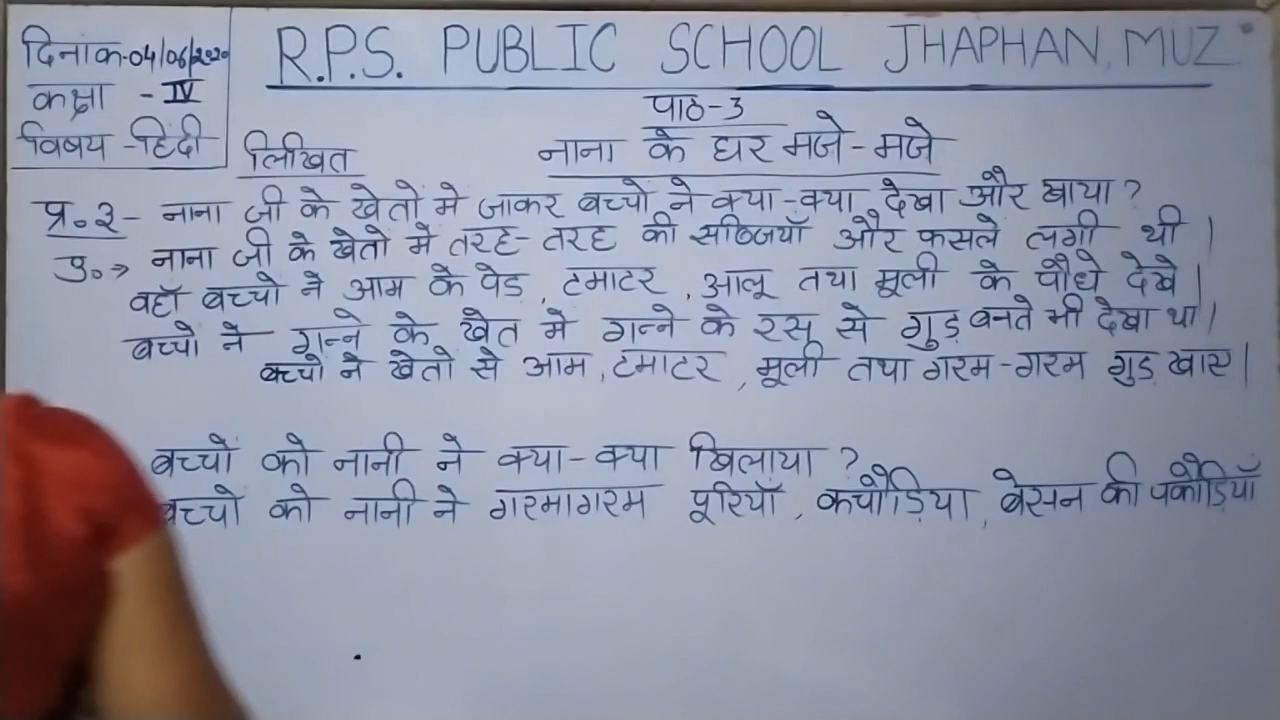 दिनांक-04/06/2020
कक्षा - IV
विषय -हिंदी
R.P.S. PUBLIC SCHOOL JHAPHAN, MUZ.
पाठ-3
लिखित
नाना के घर मजे-मजे
प्र.३- नाना जी के खेतों मे जाकर बच्चो ने क्या-क्या देखा और खाया?
उ.→ नाना जी के खेतो मे तरह-तरह की सब्जियाँ और फसले लगी थी।
वहाँ बच्चो ने आम के पेड, टमाटर, आलू तथा मूली के पौधे देखे।
बच्चो ने गन्ने के खेत मे गन्ने के रस से गुड़ बनते भी देखा था।
बच्चो ने खेतो से आम, टमाटर, मूली तथा गरम-गरम गुड़ खाए।
बच्चों को नानी ने क्या-क्या खिलाया?
बच्चो को नानी ने गरमागरम पूरियाँ, कचौड़िया, बेसन की पकौड़ियाँ